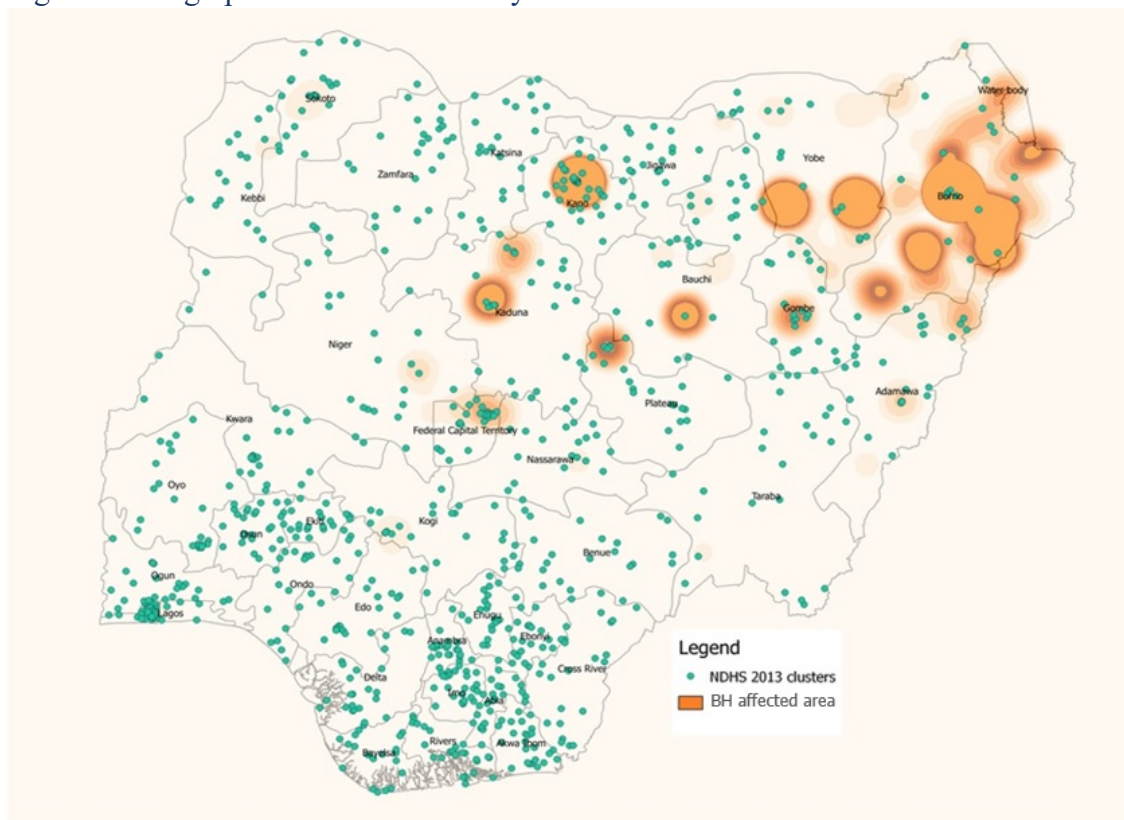 Sokoto
Water body
Katsina
Yobe
Jigawa
Zamfara
Kebbi
Kano
Borno
Bauchi
Kaduna
Gombe
Niger
Adamawa
Plateau
Kwara
Federal Capital Territory
Nassarawa
Oyo
Taraba
Kogi
Ekiti
Osun
Benue
Ogun
Ondo
Edo
Lagos
Enugu
Ebonyi
Anambra
Cross River
Delta
Imo
Abia
Rivers
Akwa Ibom
Bayelsa
Legend
NDHS 2013 clusters
BH affected area